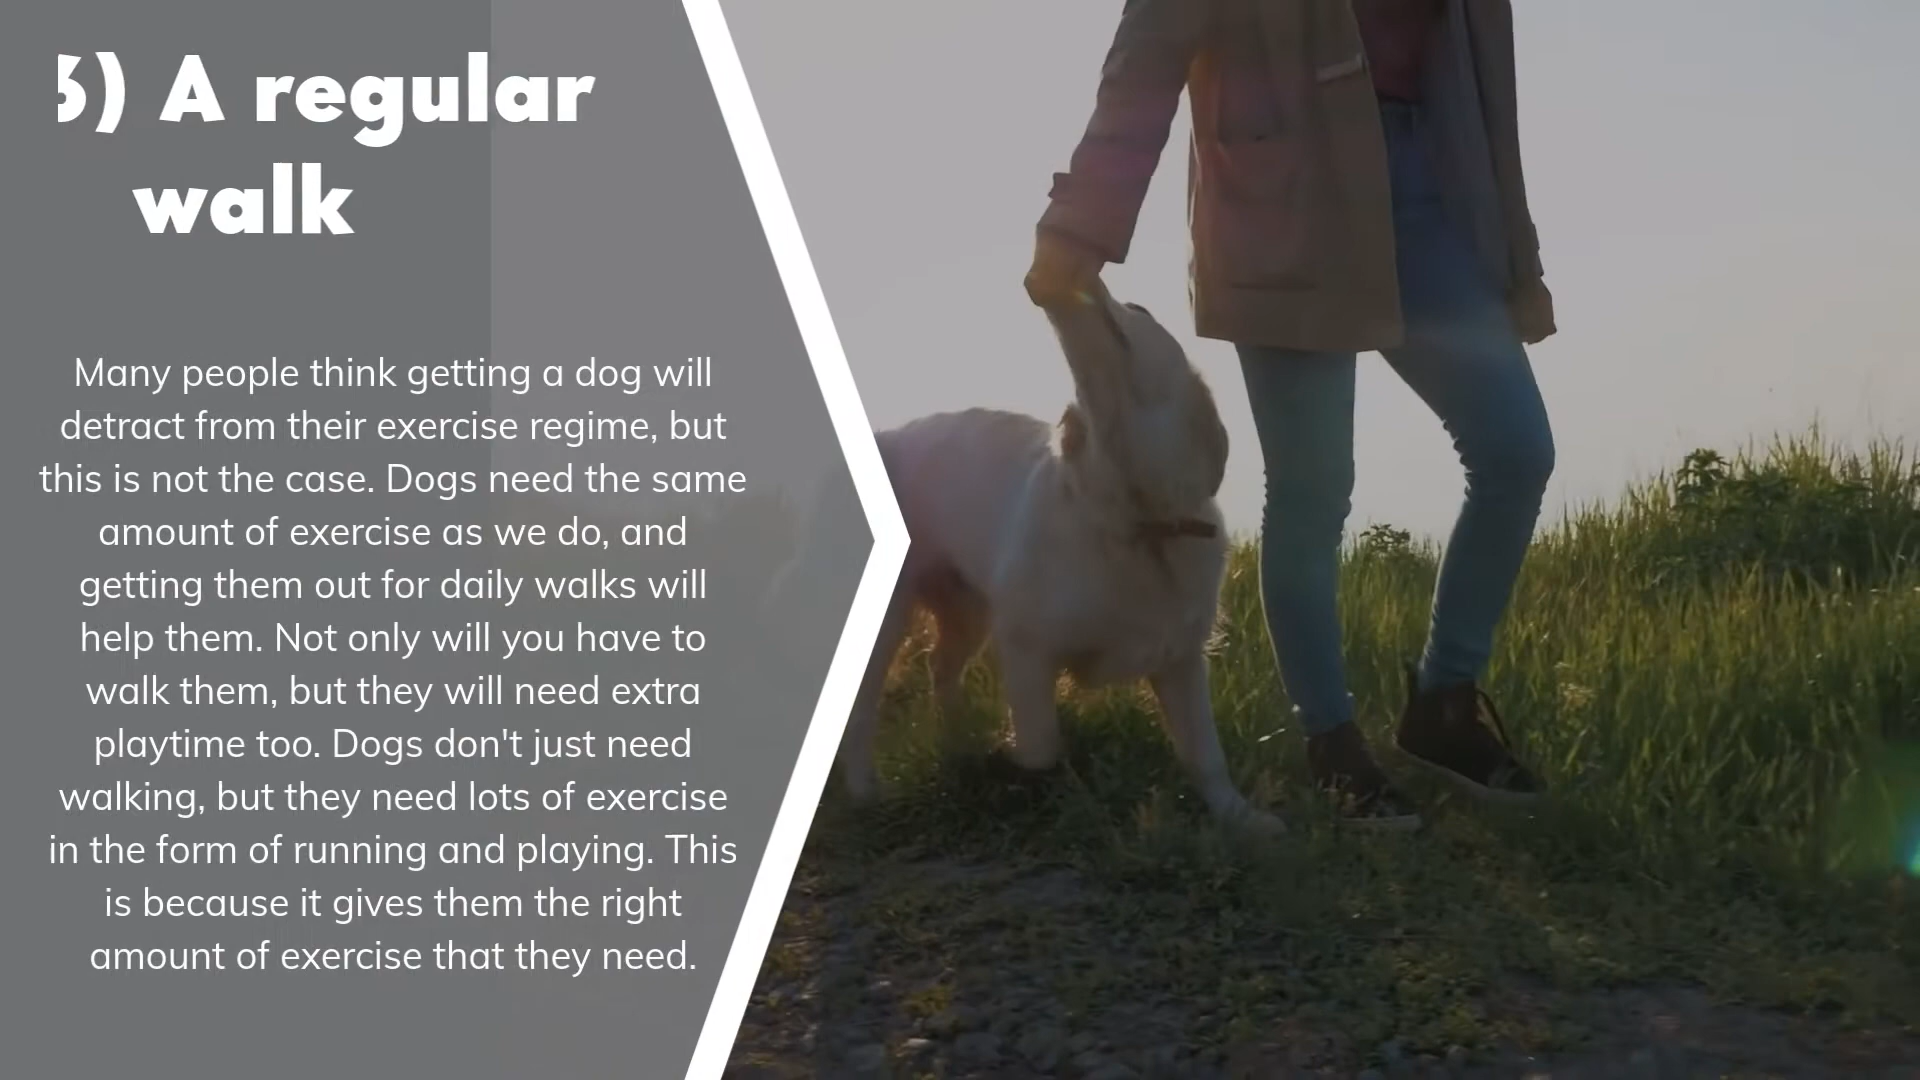 ) A regular
walk
Many people think getting a dog will
detract from their exercise regime, but
this is not the case. Dogs need the same
amount of exercise as we do, and
getting them out for daily walks will
help them. Not only will you have to
walk them, but they will need extra
playtime too. Dogs don't just need
walking, but they need lots of exercise
in the form of running and playing. This
is because it gives them the right
amount of exercise that they need.